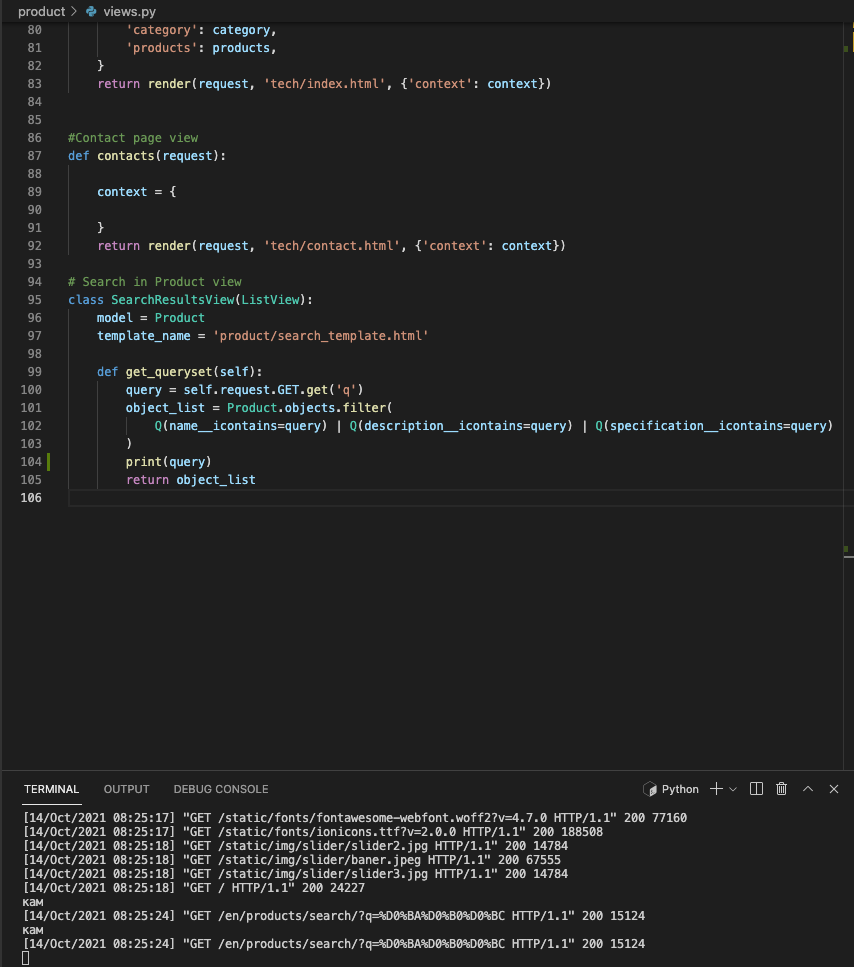 product > views.py
80 'category': category,
81 'products': products,
82 }
83 return render(request, 'tech/index.html', {'context': context})
84
85
86 #Contact page view
87 def contacts(request):
88
89 context = {
90
91 }
92 return render(request, 'tech/contact.html', {'context': context})
93
94 # Search in Product view
95 class SearchResultsView(ListView):
96 model = Product
97 template_name = 'product/search_template.html'
98
99 def get_queryset(self):
100 query = self.request.GET.get('q')
101 object_list = Product.objects.filter(
102 Q(name__icontains=query) | Q(description__icontains=query) | Q(specification__icontains=query)
103 )
104 print(query)
105 return object_list
106
TERMINAL OUTPUT DEBUG CONSOLE Python
[14/Oct/2021 08:25:17] "GET /static/fonts/fontawesome-webfont.woff2?v=4.7.0 HTTP/1.1" 200 77160
[14/Oct/2021 08:25:17] "GET /static/fonts/ionicons.ttf?v=2.0.0 HTTP/1.1" 200 188508
[14/Oct/2021 08:25:18] "GET /static/img/slider/slider2.jpg HTTP/1.1" 200 14784
[14/Oct/2021 08:25:18] "GET /static/img/slider/baner.jpeg HTTP/1.1" 200 67555
[14/Oct/2021 08:25:18] "GET /static/img/slider/slider3.jpg HTTP/1.1" 200 14784
[14/Oct/2021 08:25:18] "GET / HTTP/1.1" 200 24227
кам
[14/Oct/2021 08:25:24] "GET /en/products/search/?q=%D0%BA%D0%B0%D0%BC HTTP/1.1" 200 15124
кам
[14/Oct/2021 08:25:24] "GET /en/products/search/?q=%D0%BA%D0%B0%D0%BC HTTP/1.1" 200 15124